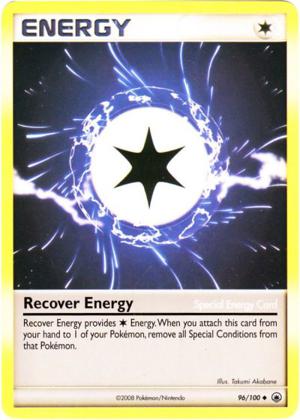 ENERGY
Recover Energy
Special Energy Card
Recover Energy provides Energy. When you attach this card from
your hand to 1 of your Pokémon, remove all Special Conditions from
that Pokémon.
Illus. Takumi Akabane
©2008 Pokémon/Nintendo
96/100